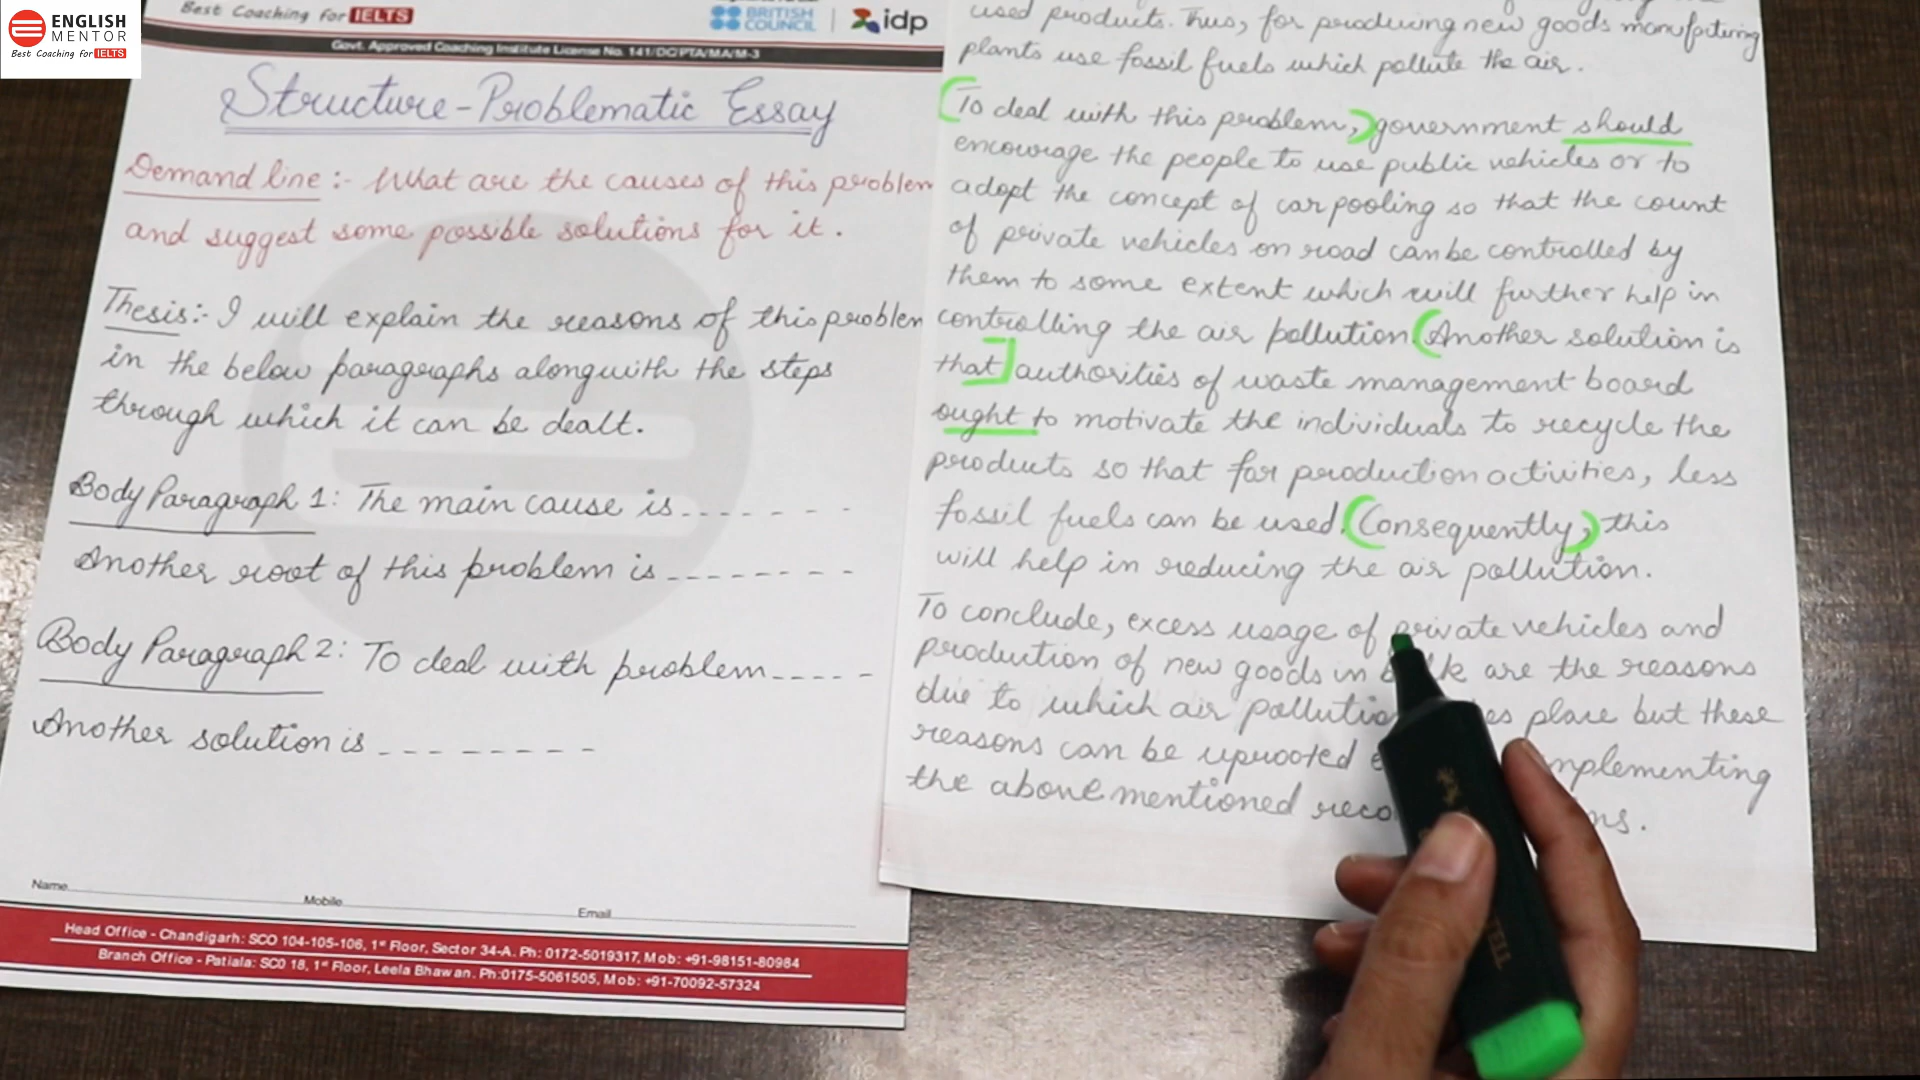 ENGLISH
MENTOR
Best Coaching for IELTS
Best Coaching for IELTS
BRITISH
COUNCIL
idp
Govt. Approved Coaching Institute License No. 141/DC/PTA/MA/M-3
Structure-Problematic Essay
Demand line :- What are the causes of this problem
and suggest some possible solutions for it.
Thesis:- I will explain the reasons of this problem
in the below paragraphs alongwith the steps
through which it can be dealt.
Body Paragraph 1: The main cause is
Another root of this problem is
Body Paragraph 2: To deal with problem
Another solution is
Name
Mobile
Email
Head Office - Chandigarh: SCO 104-105-106, 1st Floor, Sector 34-A. Ph: 0172-5019317, Mob: +91-98151-80984
Branch Office - Patiala: SCO 18, 1st Floor, Leela Bhawan. Ph:0175-5061505, Mob: +91-70092-57324
used products. Thus, for producing new goods manufacturing
plants use fossil fuels which pollute the air.
(To deal with this problem,) government should
encourage the people to use public vehicles or to
adopt the concept of car pooling so that the count
of private vehicles on road can be controlled by
them to some extent which will further help in
controlling the air pollution. (Another solution is
that] authorities of waste management board
ought to motivate the individuals to recycle the
products so that for production activities, less
fossil fuels can be used. (Consequently,) this
will help in reducing the air pollution.
To conclude, excess usage of private vehicles and
production of new goods in bulk are the reasons
due to which air pollution place but these
reasons can be uprooted implementing
the above mentioned